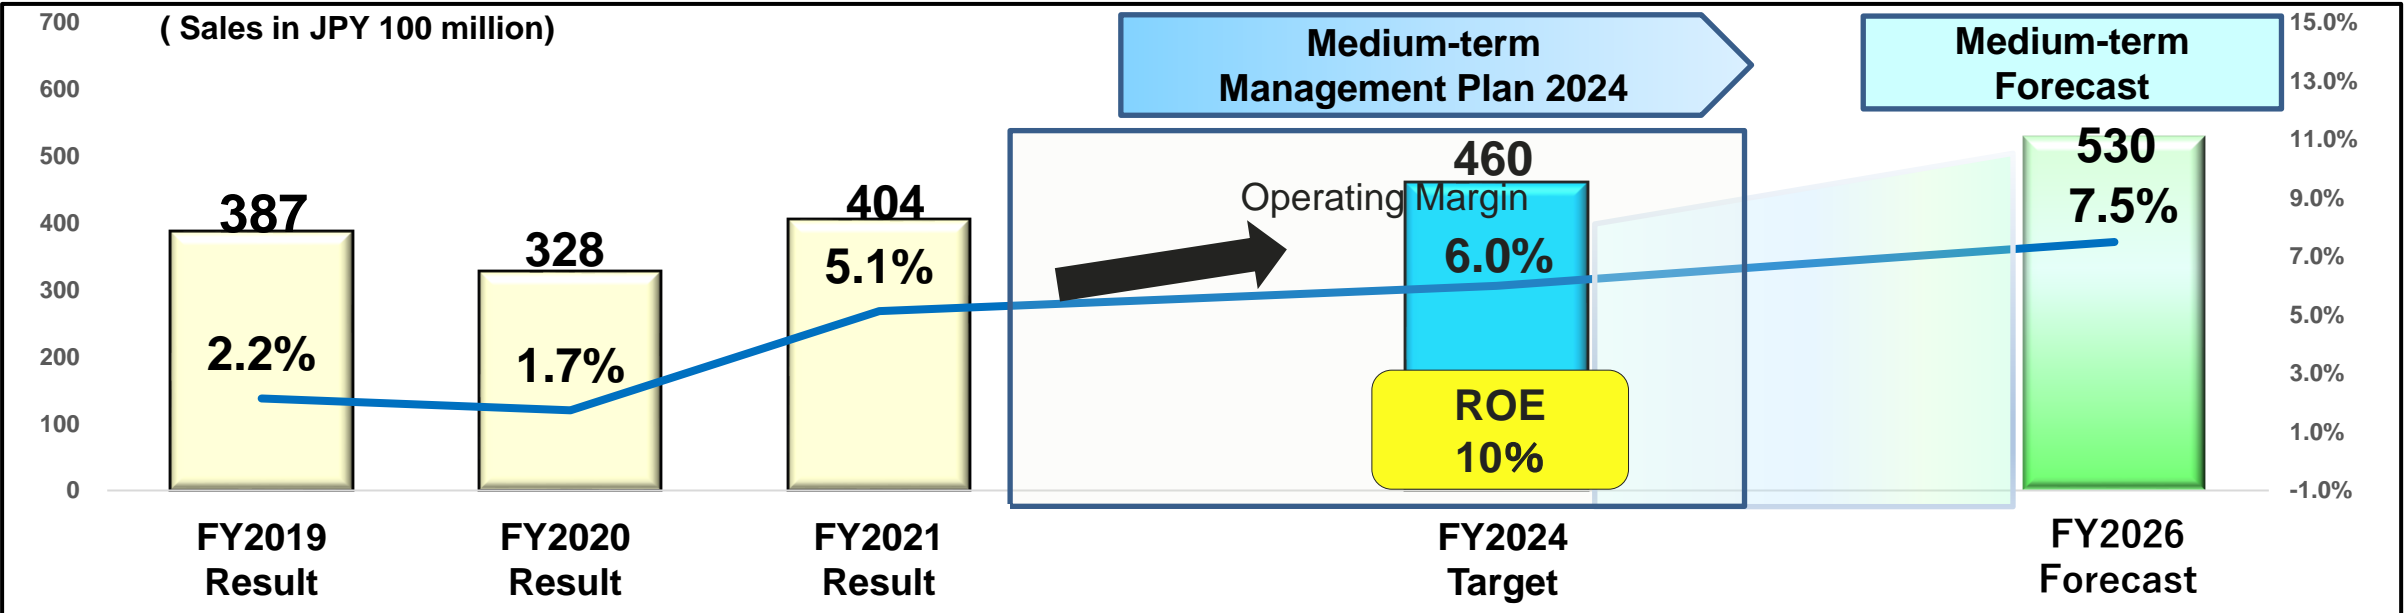 ( Sales in JPY 100 million)
Medium-term
Management Plan 2024
Medium-term
Forecast
700
600
500
400
300
200
100
0
15.0%
13.0%
11.0%
9.0%
7.0%
5.0%
3.0%
1.0%
-1.0%
387
2.2%
328
1.7%
404
5.1%
460
Operating Margin
6.0%
ROE
10%
530
7.5%
FY2019
Result
FY2020
Result
FY2021
Result
FY2024
Target
FY2026
Forecast